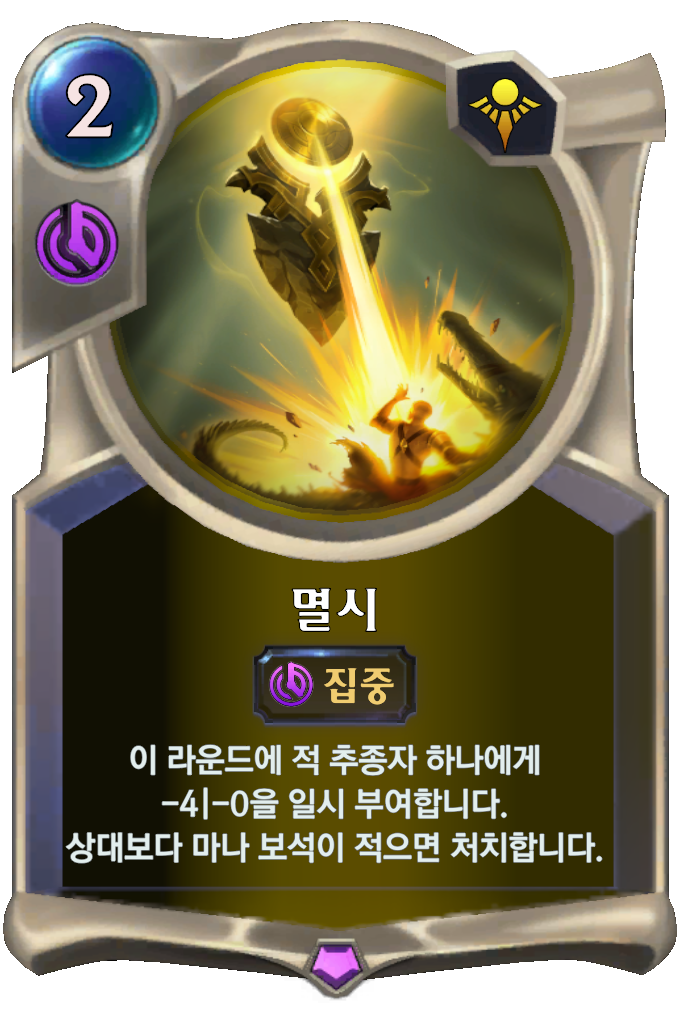 2
멸시
집중
이 라운드에 적 추종자 하나에게
-4|-0을 일시 부여합니다.
상대보다 마나 보석이 적으면 처치합니다.